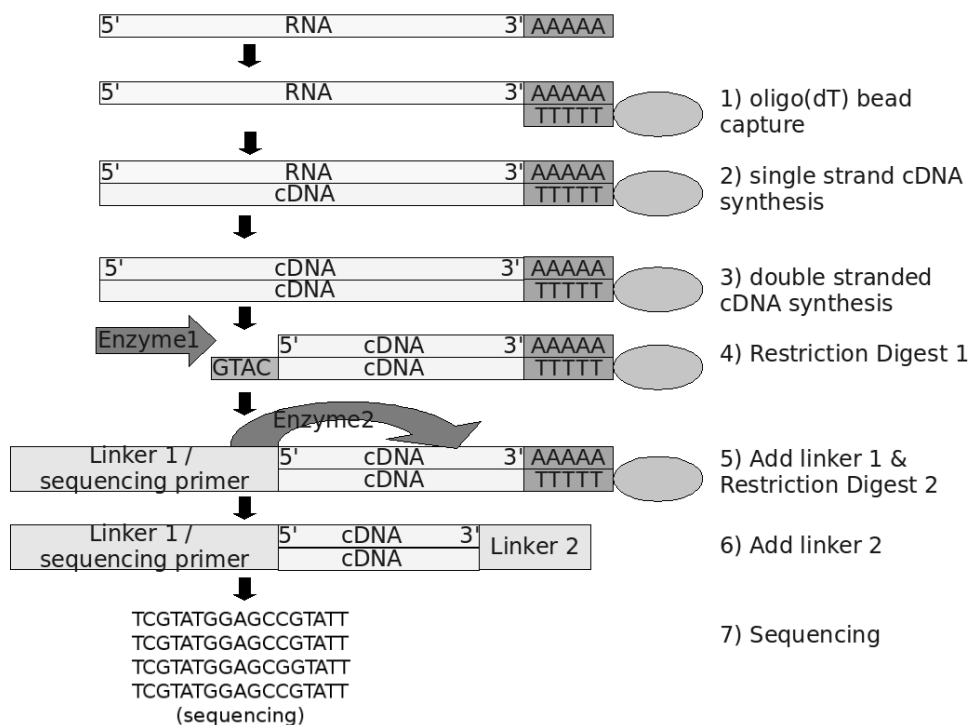 5' RNA 3' AAAAA
5' RNA 3' AAAAA
TTTTT
1) oligo(dT) bead
capture
5' RNA 3' AAAAA
cDNA TTTTT
2) single strand cDNA
synthesis
5' cDNA 3' AAAAA
cDNA TTTTT
3) double stranded
cDNA synthesis
Enzyme1
5' cDNA AAAAA
GTAC cDNA TTTTT
4) Restriction Digest 1
Enzyme2
Linker 1 /
sequencing primer
5' cDNA 3' AAAAA
cDNA TTTTT
5) Add linker 1 &
Restriction Digest 2
Linker 1 /
sequencing primer
5' cDNA 3'
cDNA
Linker 2
6) Add linker 2
TCGTATGGAGCCGTATT
TCGTATGGAGCCGTATT
TCGTATGGAGCGGTATT
TCGTATGGAGCCGTATT
(sequencing)
7) Sequencing